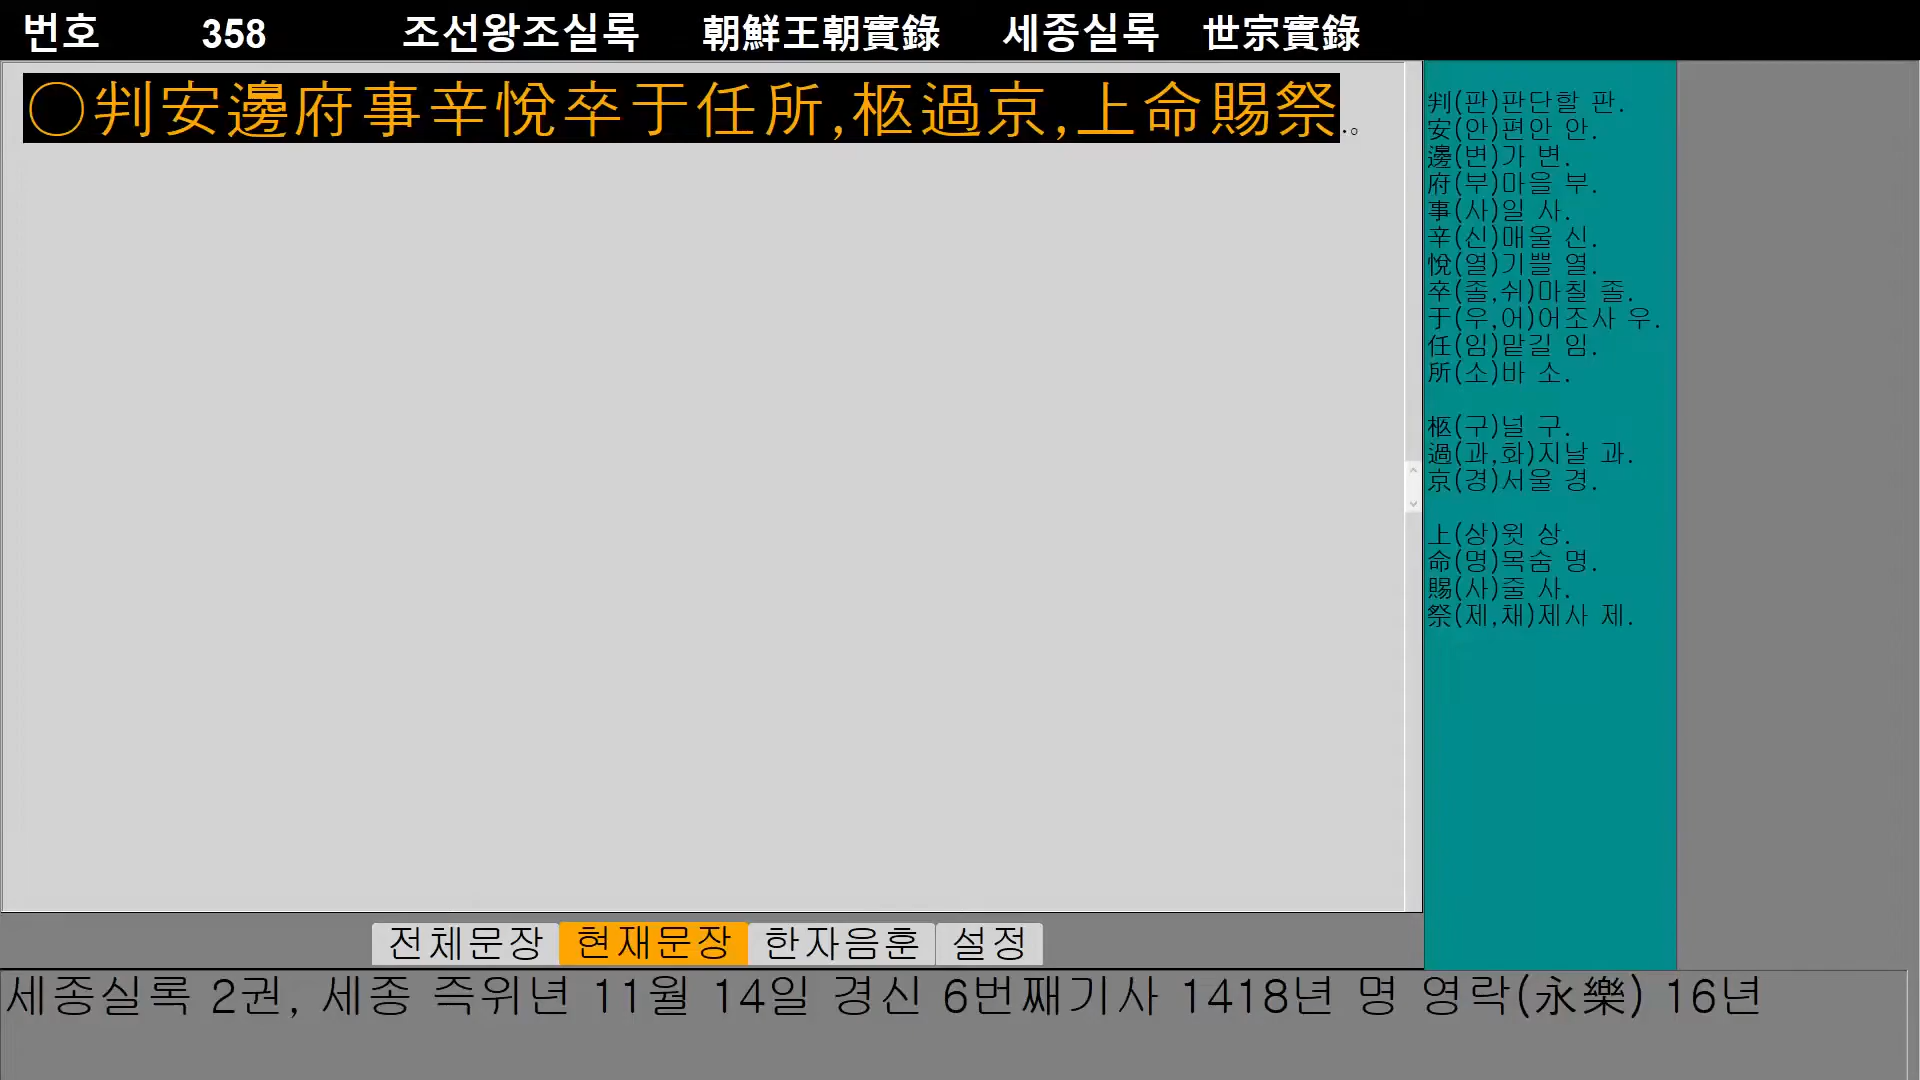 번호 358 조선왕조실록 朝鮮王朝實錄 세종실록 世宗實錄
○判安邊府事辛悅卒于任所,柩過京,上命賜祭.。
判(판)판단할 판.
安(안)편안 안.
邊(변)가 변.
府(부)마을 부.
事(사)일 사.
辛(신)매울 신.
悅(열)기쁠 열.
卒(졸,쉬)마칠 졸.
于(우,어)어조사 우.
任(임)맡길 임.
所(소)바 소.
柩(구)널 구.
過(과,화)지날 과.
京(경)서울 경.
上(상)윗 상.
命(명)목숨 명.
賜(사)줄 사.
祭(제,채)제사 제.
전체문장 현재문장 한자음훈 설정
세종실록 2권, 세종 즉위년 11월 14일 경신 6번째기사 1418년 명 영락(永樂) 16년